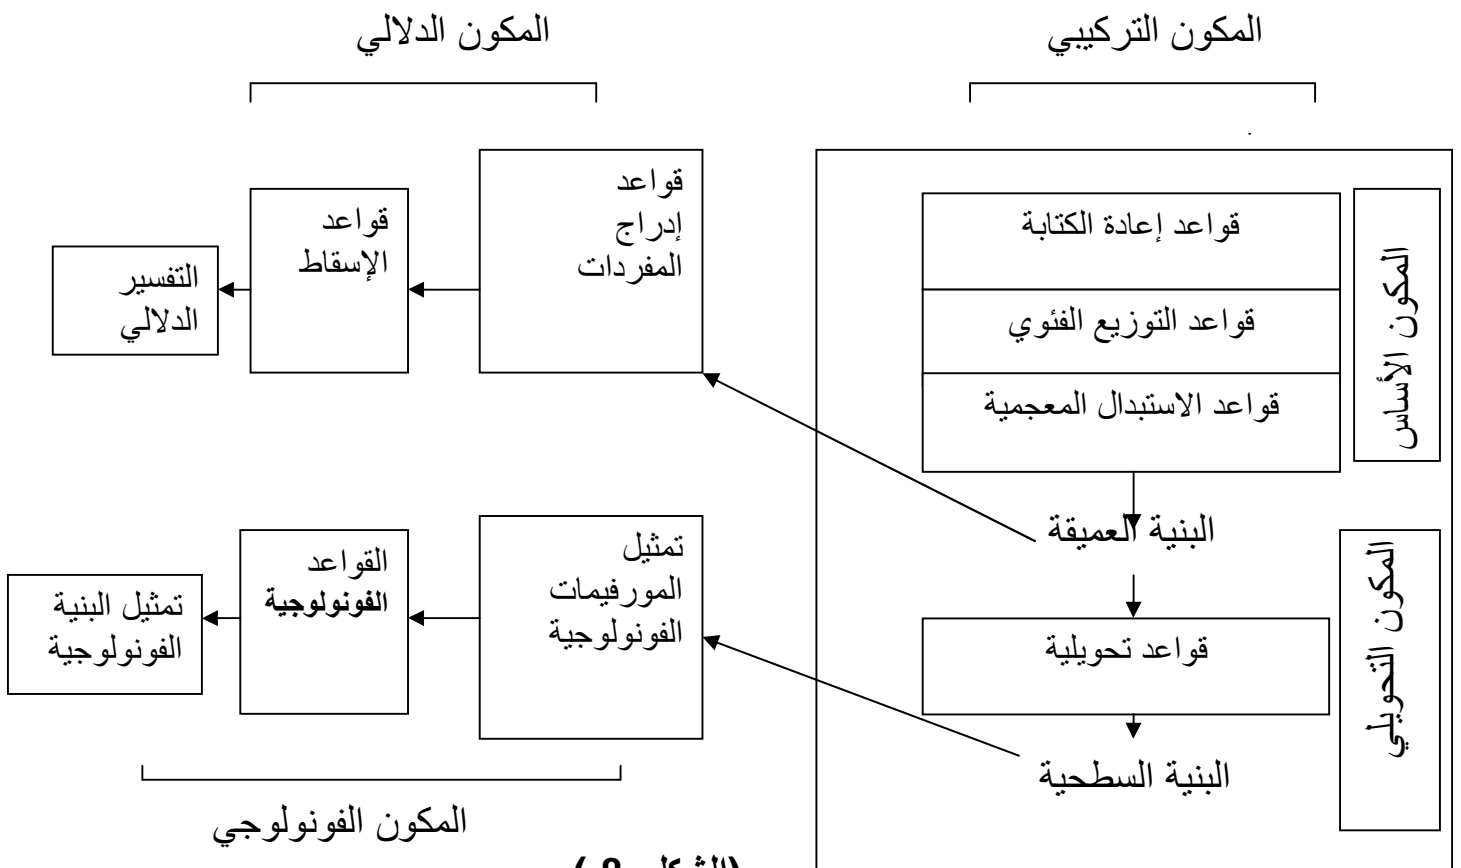 المكون التركيبي
المكون الدلالي
قواعد إعادة الكتابة
قواعد التوزيع الفئوي
قواعد الاستبدال المعجمية
المكون الأساس
البنية العميقة
قواعد تحويلية
البنية السطحية
المكون التحويلي
قواعد
إدراج
المفردات
قواعد
الإسقاط
التفسير
الدلالي
تمثيل
المورفيمات
الفونولوجية
القواعد
الفونولوجية
تمثيل البنية
الفونولوجية
المكون الفونولوجي